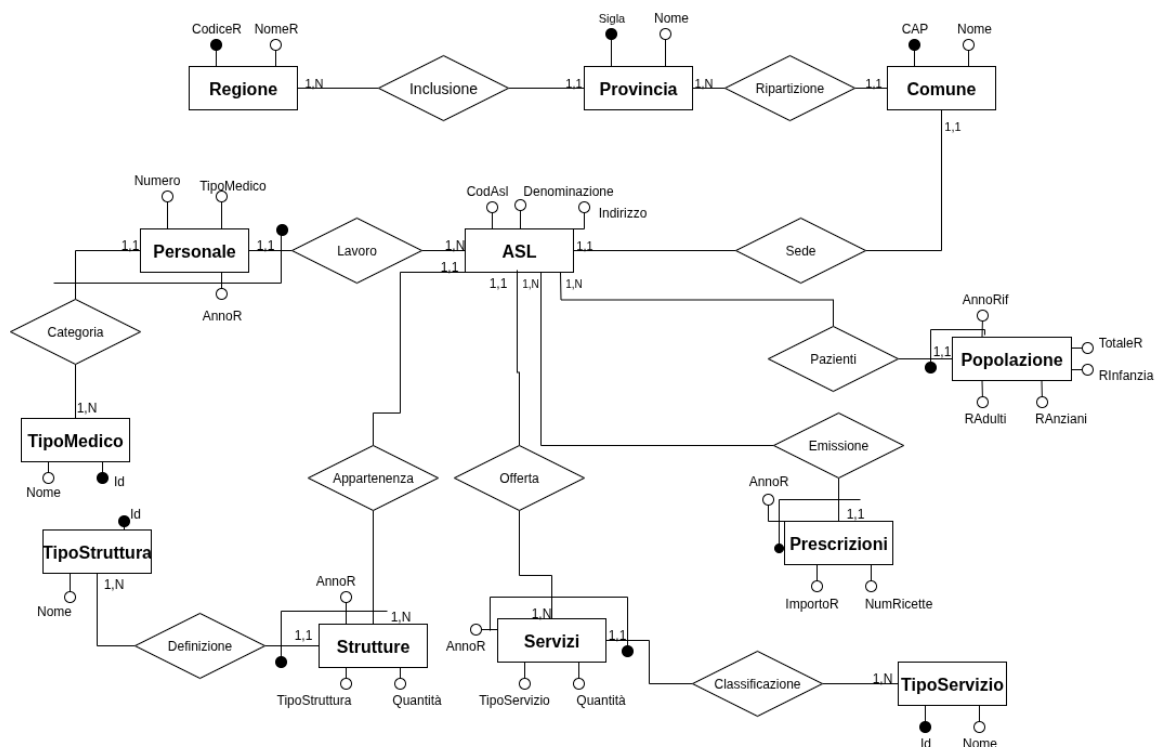 CodiceR NomeR
Sigla Nome
CAP Nome
Regione 1,N Inclusione 1,1 Provincia 1,N Ripartizione 1,1 Comune
1,1
Numero TipoMedico
CodAsl Denominazione
Indirizzo
1,1 Personale 1,1 Lavoro 1,N ASL 1,1 Sede
1,1 1,1 1,N 1,N
AnnoR
AnnoRif
Categoria
Pazienti 1,1 Popolazione TotaleR
RInfanzia
RAdulti RAnziani
1,N
TipoMedico
Nome Id
Appartenenza Offerta
Emissione
AnnoR 1,1
Prescrizioni
ImportoR NumRicette
Id
TipoStruttura
Nome 1,N
AnnoR
1,N
Definizione 1,1 Strutture
TipoStruttura Quantità
1,N
AnnoR Servizi 1,1
TipoServizio Quantità
Classificazione 1,N TipoServizio
Id Nome